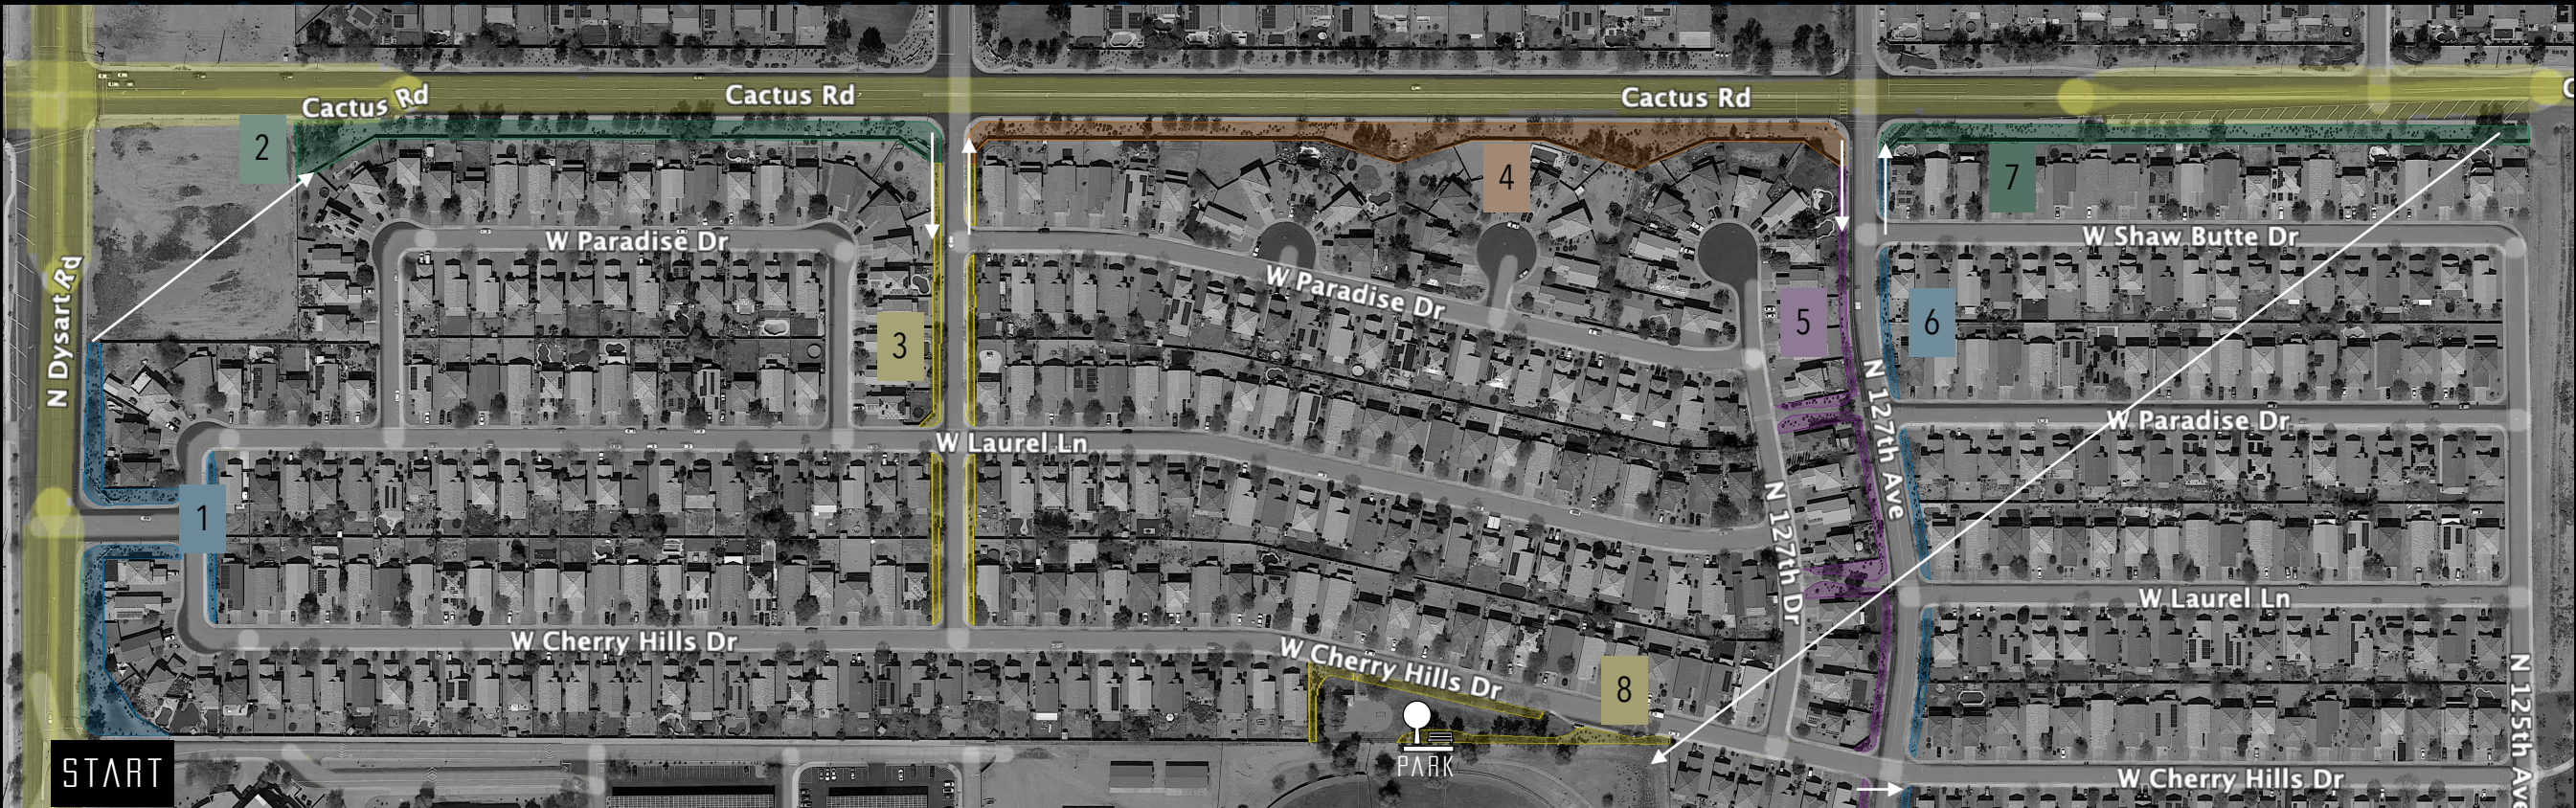 Cactus Rd
Cactus Rd
Cactus Rd
C
2
4
7
W Paradise Dr
W Shaw Butte Dr
N Dysart Rd
W Paradise Dr
3
5
6
N 127th Ave
W Paradise Dr
W Laurel Ln
1
N 127th Dr
W Laurel Ln
W Cherry Hills Dr
W Cherry Hills Dr
8
N 125th Av
PARK
START
W Cherry Hills Dr